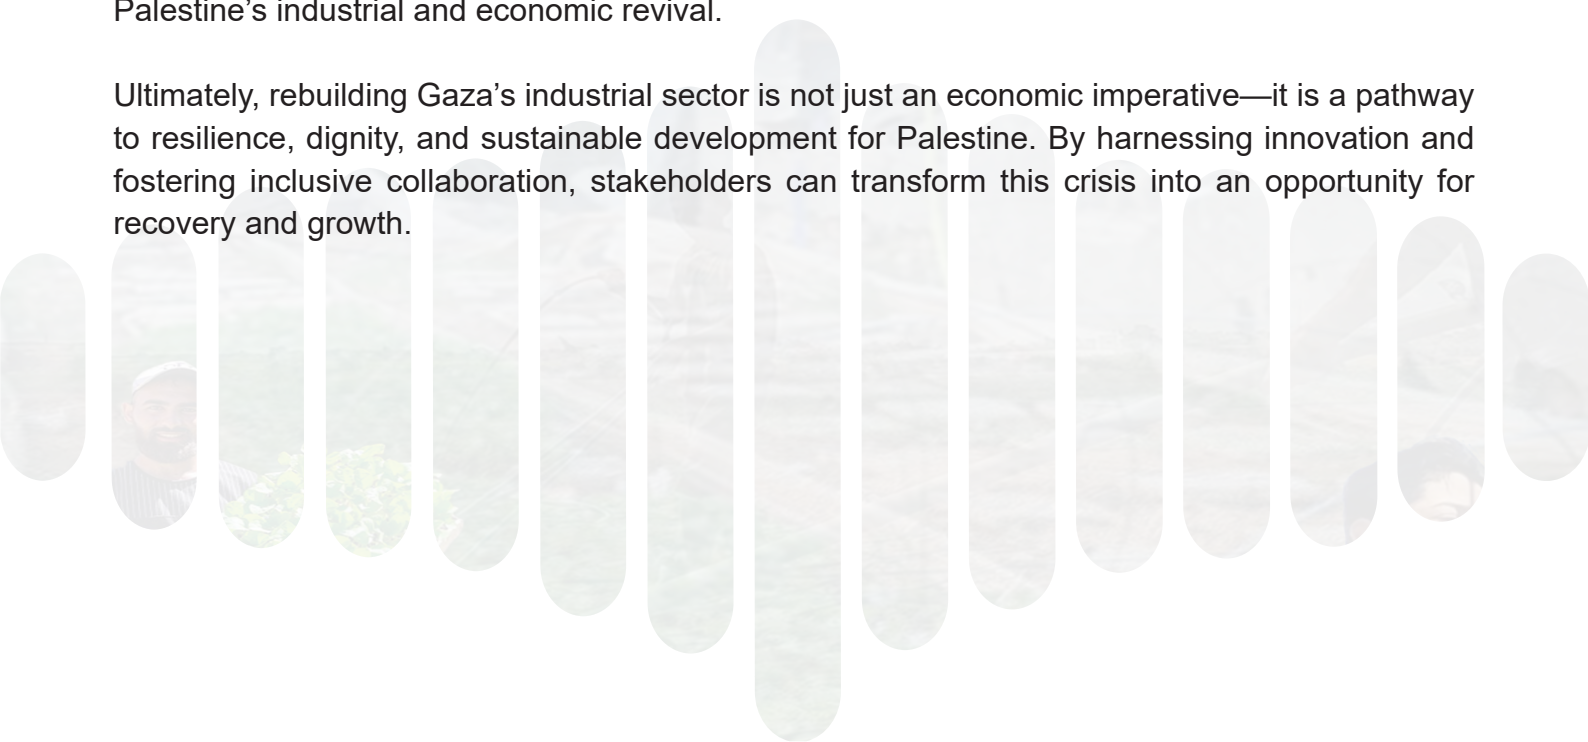 Palestine’s industrial and economic revival.
Ultimately, rebuilding Gaza’s industrial sector is not just an economic imperative—it is a pathway
to resilience, dignity, and sustainable development for Palestine. By harnessing innovation and
fostering inclusive collaboration, stakeholders can transform this crisis into an opportunity for
recovery and growth.